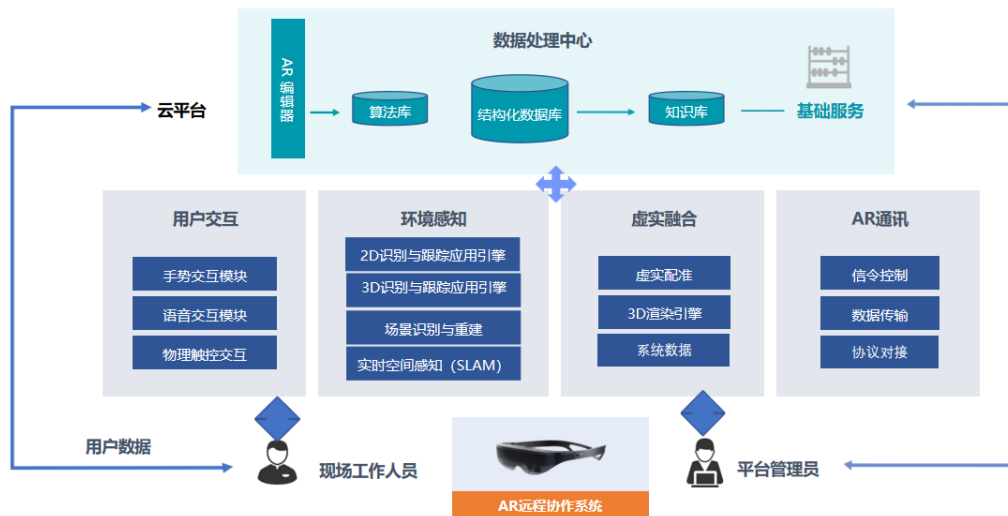 数据处理中心
AR 编辑器
云平台
算法库
结构化数据库
知识库
基础服务
用户交互
手势交互模块
语音交互模块
物理触控交互
环境感知
2D识别与跟踪应用引擎
3D识别与跟踪应用引擎
场景识别与重建
实时空间感知（SLAM）
虚实融合
虚实配准
3D渲染引擎
系统数据
AR通讯
信令控制
数据传输
协议对接
用户数据
现场工作人员
AR远程协作系统
平台管理员